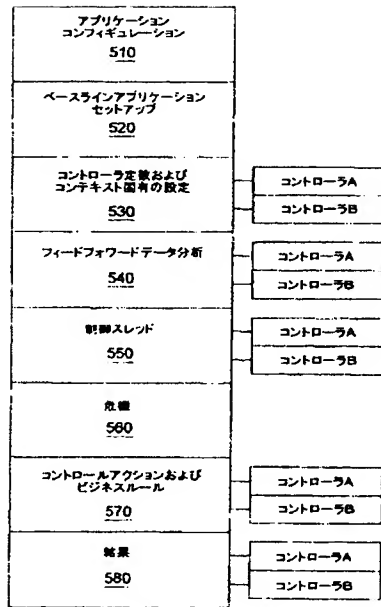 アプリケーション
コンフィギュレーション
510
ベースラインアプリケーション
セットアップ
520
コントローラ定数および
コンテキスト固有の設定
530
コントローラA
コントローラB
フィードフォワードデータ分析
540
コントローラA
コントローラB
制御スレッド
550
コントローラA
コントローラB
危機
560
コントロールアクションおよび
ビジネスルール
570
コントローラA
コントローラB
結果
580
コントローラA
コントローラB